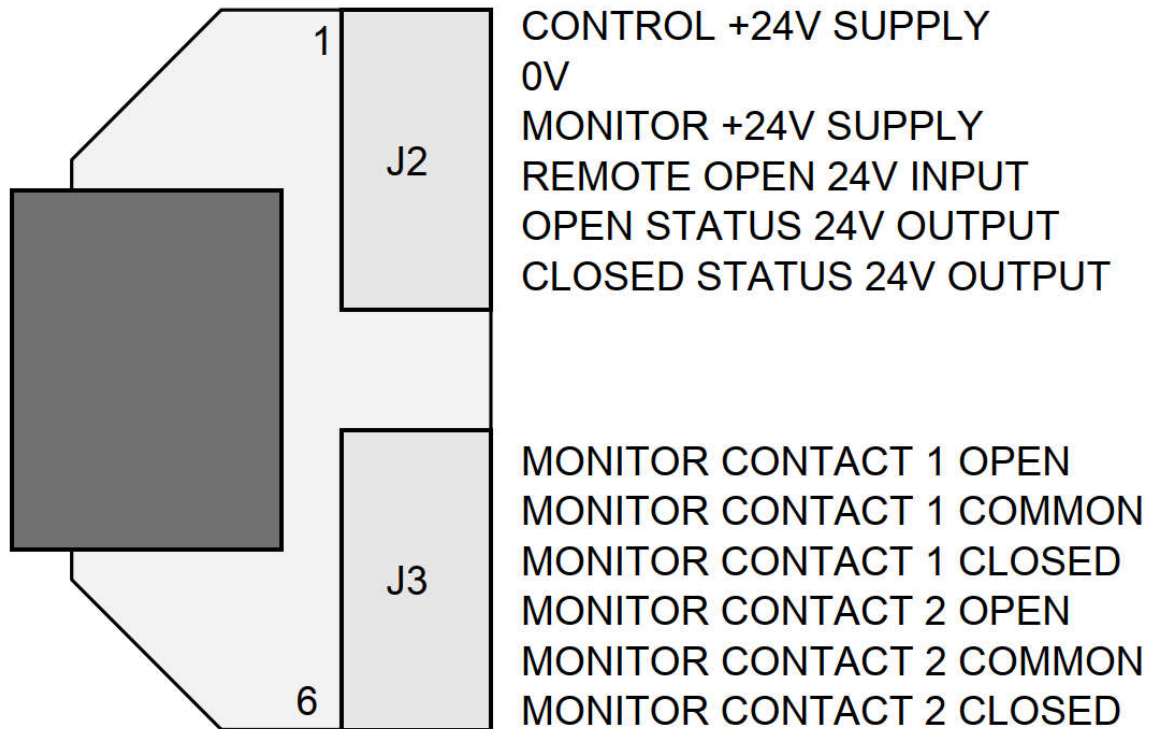 1
CONTROL +24V SUPPLY
0V
MONITOR +24V SUPPLY
J2
REMOTE OPEN 24V INPUT
OPEN STATUS 24V OUTPUT
CLOSED STATUS 24V OUTPUT
MONITOR CONTACT 1 OPEN
MONITOR CONTACT 1 COMMON
MONITOR CONTACT 1 CLOSED
J3
MONITOR CONTACT 2 OPEN
MONITOR CONTACT 2 COMMON
6
MONITOR CONTACT 2 CLOSED